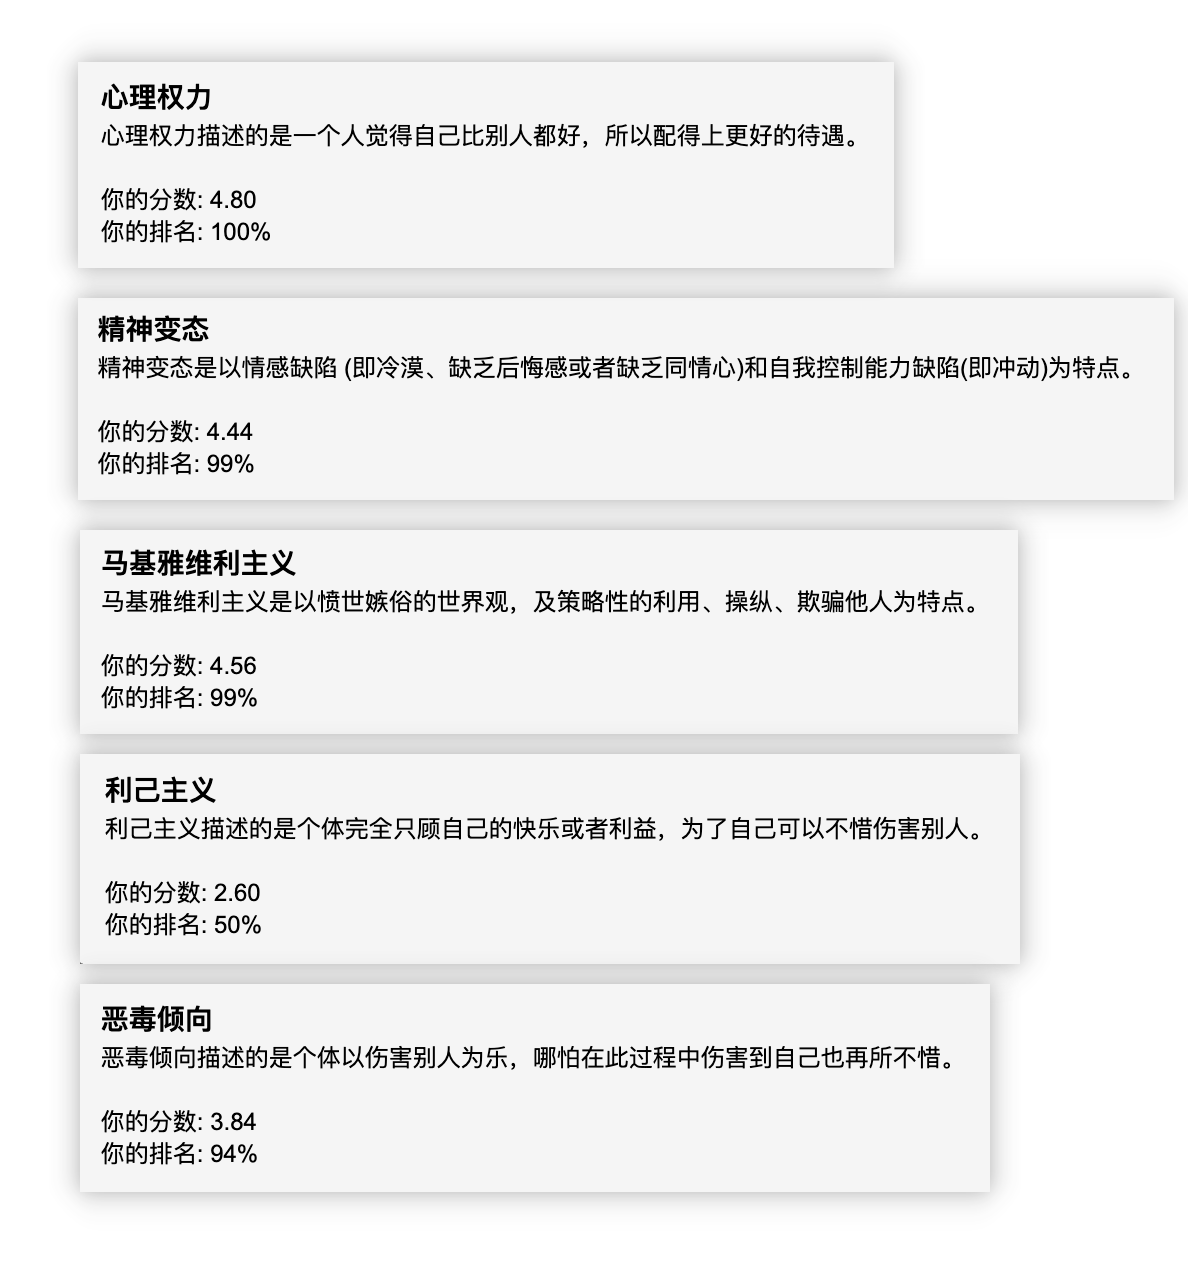 心理权力
心理权力描述的是一个人觉得自己比别人都好，所以配得上更好的待遇。
你的分数: 4.80
你的排名: 100%
精神变态
精神变态是以情感缺陷 (即冷漠、缺乏后悔感或者缺乏同情心)和自我控制能力缺陷(即冲动)为特点。
你的分数: 4.44
你的排名: 99%
马基雅维利主义
马基雅维利主义是以愤世嫉俗的世界观，及策略性的利用、操纵、欺骗他人为特点。
你的分数: 4.56
你的排名: 99%
利己主义
利己主义描述的是个体完全只顾自己的快乐或者利益，为了自己可以不惜伤害别人。
你的分数: 2.60
你的排名: 50%
恶毒倾向
恶毒倾向描述的是个体以伤害别人为乐，哪怕在此过程中伤害到自己也再所不惜。
你的分数: 3.84
你的排名: 94%